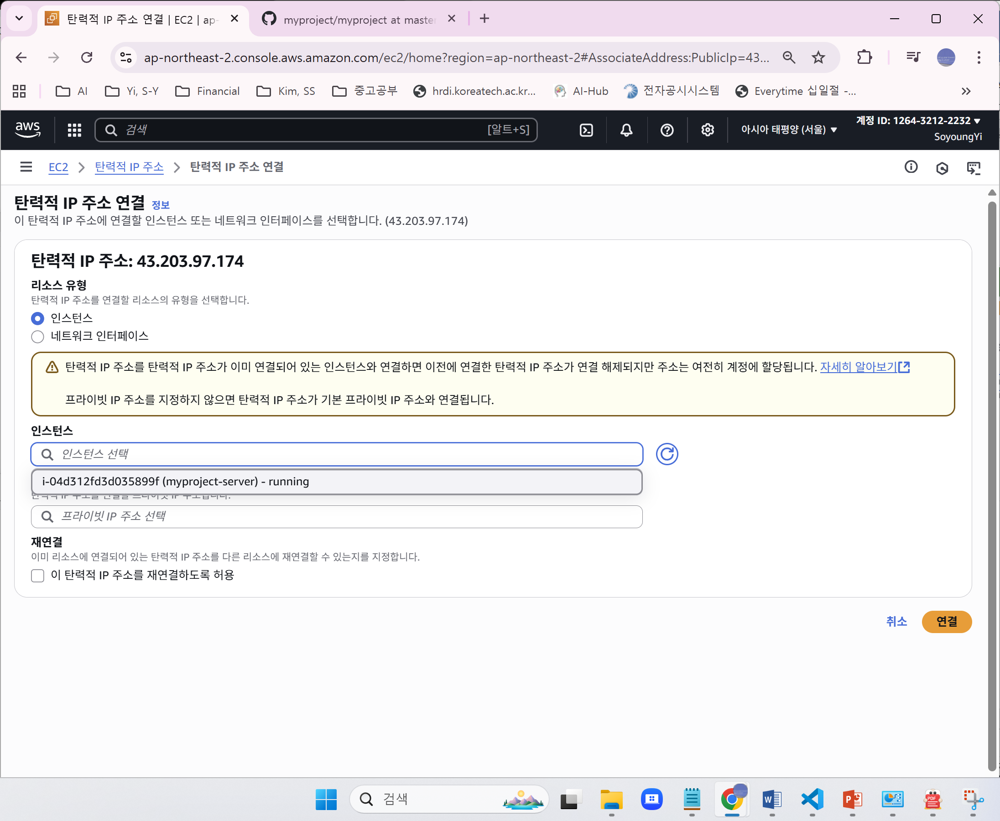 탄력적 IP 주소 연결 | EC2 | ap-
myproject/myproject at master
ap-northeast-2.console.aws.amazon.com/ec2/home?region=ap-northeast-2#AssociateAddress:PublicIp=43...
AI
Yi, S-Y
Financial
Kim, SS
중고공부
hrdi.koreatech.ac.kr...
AI-Hub
전자공시시스템
Everytime 십일절 -...
aws
검색
[알트+S]
아시아 태평양 (서울)
계정 ID: 1264-3212-2232
SoyoungYi
EC2
탄력적 IP 주소
탄력적 IP 주소 연결
탄력적 IP 주소 연결 정보
이 탄력적 IP 주소에 연결할 인스턴스 또는 네트워크 인터페이스를 선택합니다. (43.203.97.174)
탄력적 IP 주소: 43.203.97.174
리소스 유형
탄력적 IP 주소를 연결할 리소스의 유형을 선택합니다.
인스턴스
네트워크 인터페이스
탄력적 IP 주소를 탄력적 IP 주소가 이미 연결되어 있는 인스턴스와 연결하면 이전에 연결한 탄력적 IP 주소가 연결 해제되지만 주소는 여전히 계정에 할당됩니다. 자세히 알아보기
프라이빗 IP 주소를 지정하지 않으면 탄력적 IP 주소가 기본 프라이빗 IP 주소와 연결됩니다.
인스턴스
인스턴스 선택
i-04d312fd3d035899f (myproject-server) - running
프라이빗 IP 주소 선택
재연결
이미 리소스에 연결되어 있는 탄력적 IP 주소를 다른 리소스에 재연결할 수 있는지를 지정합니다.
이 탄력적 IP 주소를 재연결하도록 허용
취소
연결
검색
W
P
PDF